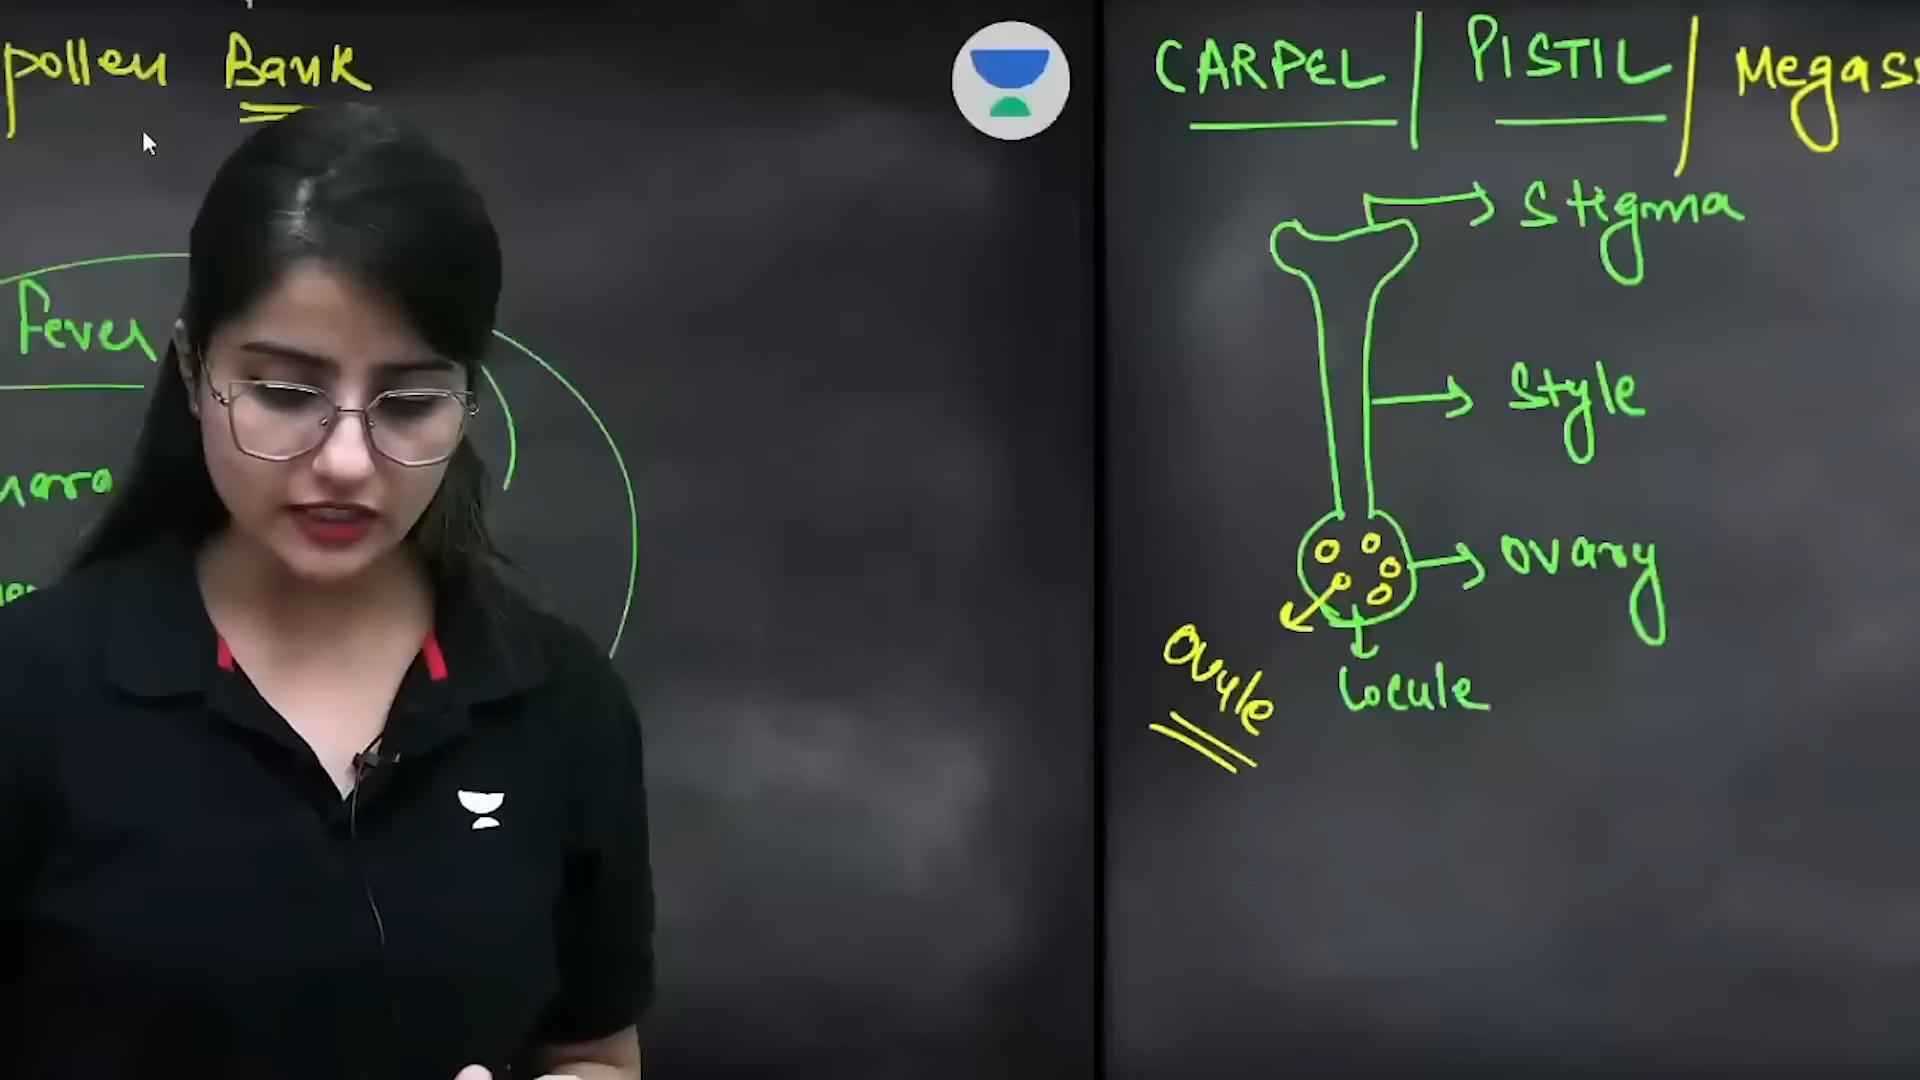 pollen Bank
Fever
CARPEL | PISTIL |
Stigma
Style
ovary
Ovule
Locule